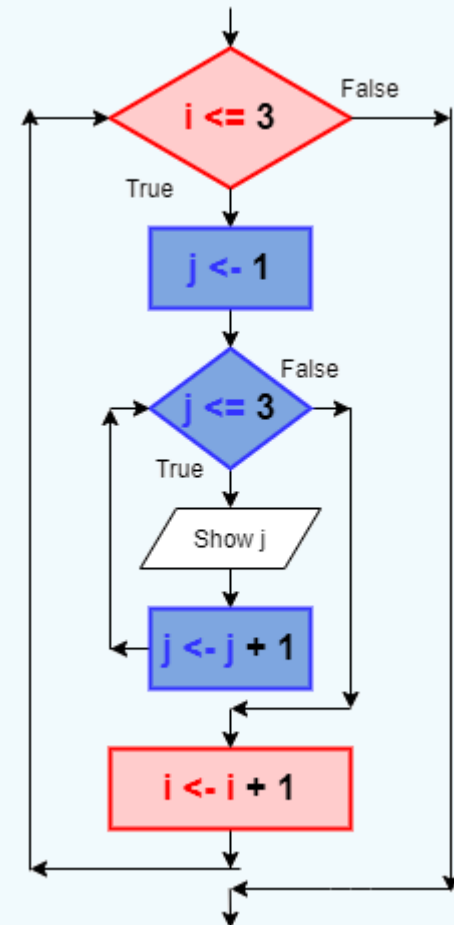 False
i <= 3
True
j <- 1
False
j <= 3
True
Show j
j <- j + 1
i <- i + 1